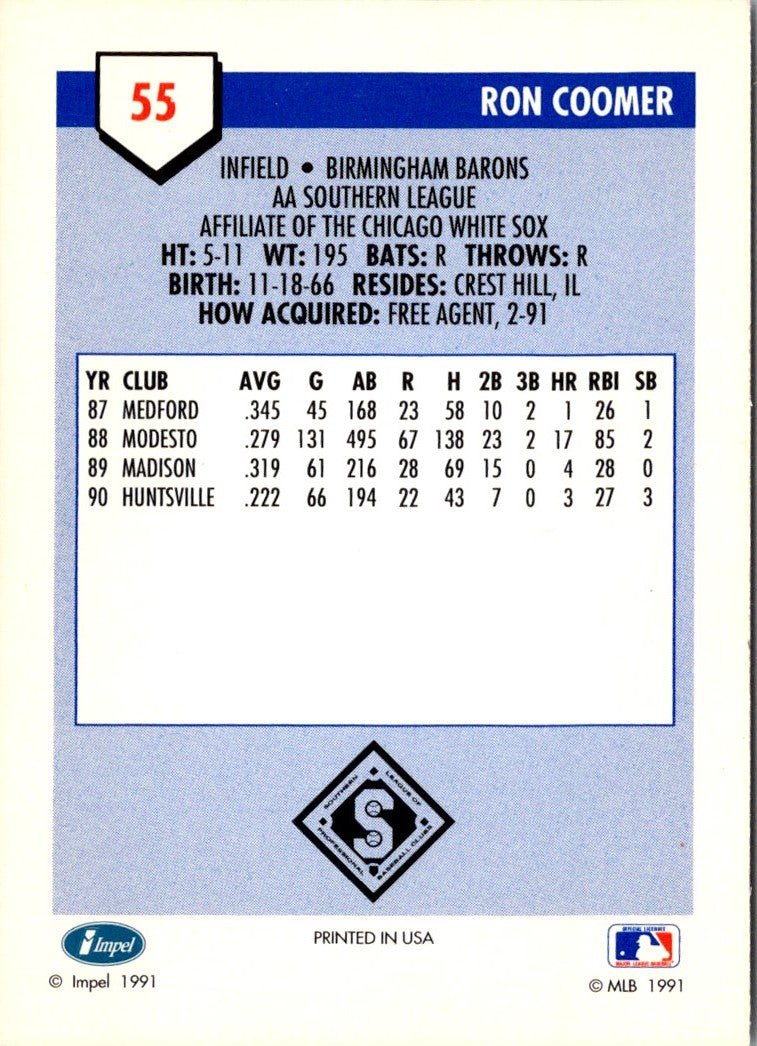 55
RON COOMER
INFIELD • BIRMINGHAM BARONS
AA SOUTHERN LEAGUE
AFFILIATE OF THE CHICAGO WHITE SOX
HT: 5-11 WT: 195 BATS: R THROWS: R
BIRTH: 11-18-66 RESIDES: CREST HILL, IL
HOW ACQUIRED: FREE AGENT, 2-91
YR CLUB AVG G AB R H 2B 3B HR RBI SB
87 MEDFORD .345 45 168 23 58 10 2 1 26 1
88 MODESTO .279 131 495 67 138 23 2 17 85 2
89 MADISON .319 61 216 28 69 15 0 4 28 0
90 HUNTSVILLE .222 66 194 22 43 7 0 3 27 3
SOUTHERN LEAGUE OF
S
PROFESSIONAL BASEBALL CLUBS
Impel
PRINTED IN USA
OFFICIAL LICENSEE
MAJOR LEAGUE BASEBALL
© Impel 1991
© MLB 1991